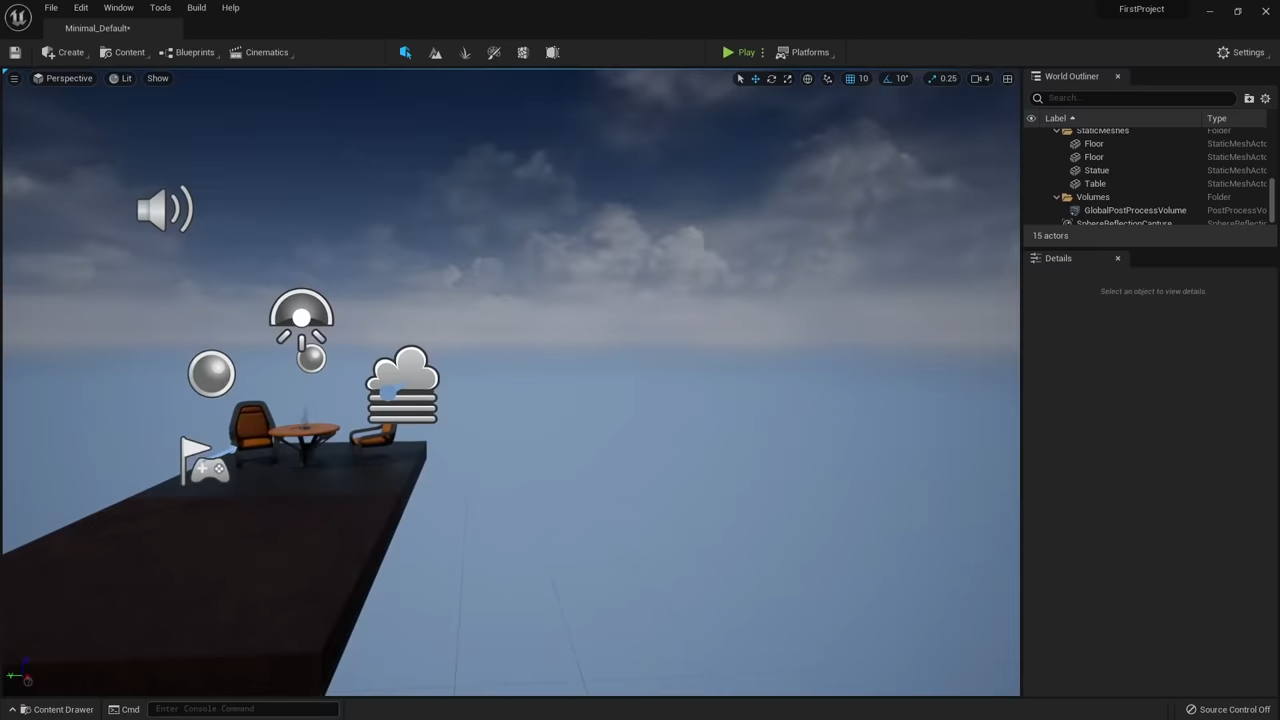 File Edit Window Tools Build Help
FirstProject
Minimal_Default*
Create Content Blueprints Cinematics Play Platforms Settings
Perspective Lit Show 10 10° 0.25 4
World Outliner
Search...
Label Type
StaticMeshes Folder
Floor StaticMeshActo
Floor StaticMeshActo
Statue StaticMeshActo
Table StaticMeshActo
Volumes Folder
GlobalPostProcessVolume PostProcessVo
SphereReflectionCapture SphereReflectic
15 actors
Details
Select an object to view details.
Content Drawer Cmd Enter Console Command Source Control Off